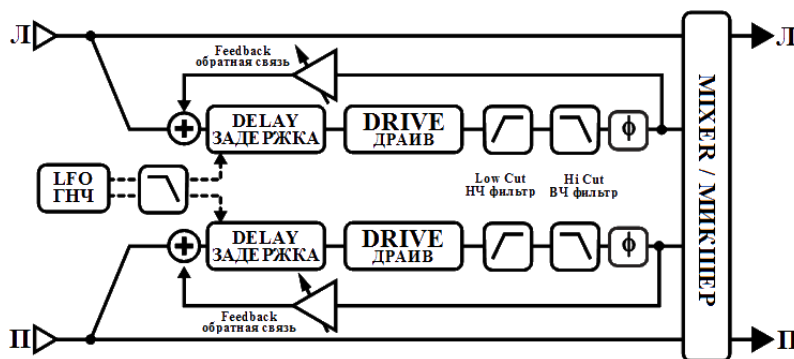 Л
Л
Feedback
обратная связь
DELAY
ЗАДЕРЖКА
DRIVE
ДРАИВ
ϕ
LFO
ГНЧ
Low Cut
НЧ фильтр
Hi Cut
ВЧ фильтр
MIXER / МИКШЕР
DELAY
ЗАДЕРЖКА
DRIVE
ДРАИВ
ϕ
Feedback
обратная связь
П
П